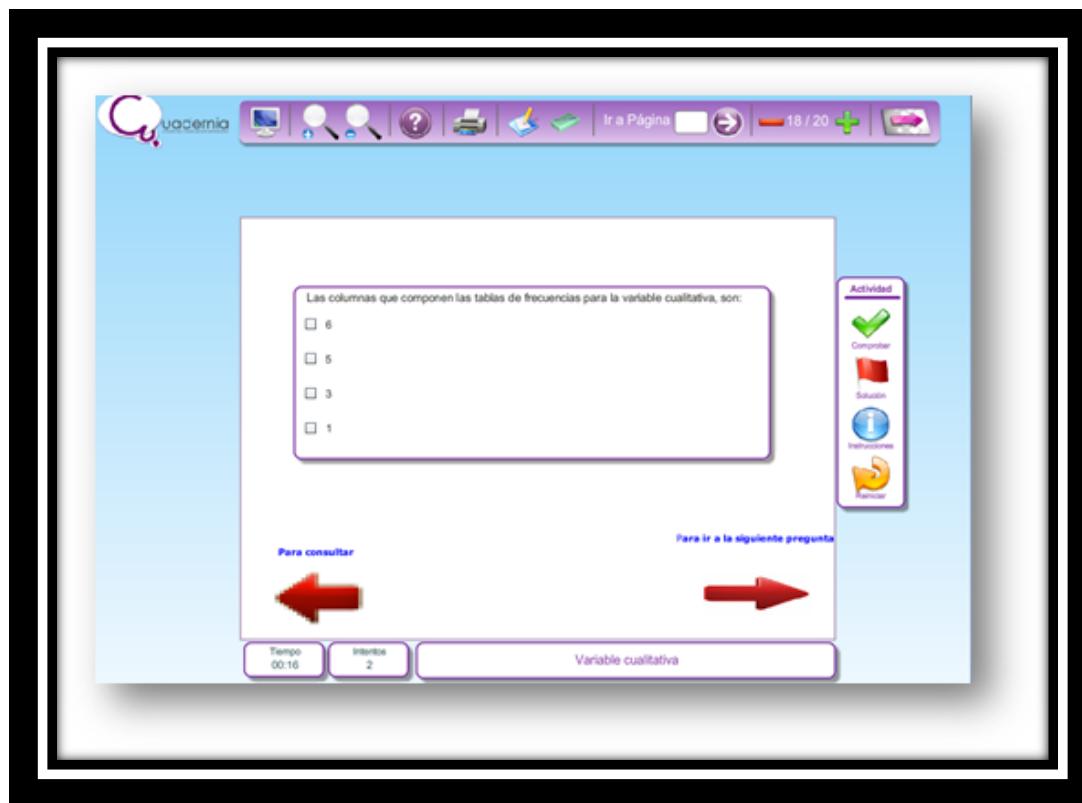 Cuadernia
Ir a Página
18 / 20
Las columnas que componen las tablas de frecuencias para la variable cualitativa, son:
6
5
3
1
Actividad
Comprobar
Solución
Instrucciones
Reiniciar
Para consultar
Para ir a la siguiente pregunta
Tiempo
00:16
Intentos
2
Variable cualitativa